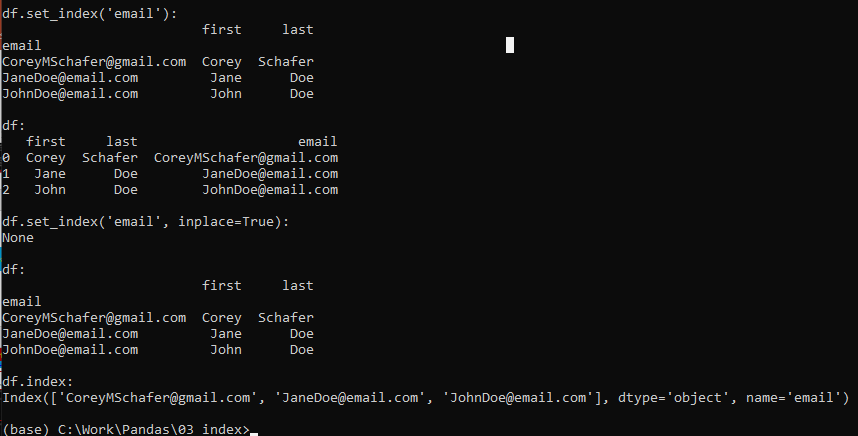 df.set_index('email'):
                         first     last
email
CoreyMSchafer@gmail.com  Corey  Schafer
JaneDoe@email.com         Jane      Doe
JohnDoe@email.com         John      Doe

df:
   first     last                    email
0  Corey  Schafer  CoreyMSchafer@gmail.com
1   Jane      Doe        JaneDoe@email.com
2   John      Doe        JohnDoe@email.com

df.set_index('email', inplace=True):
None

df:
                         first     last
email
CoreyMSchafer@gmail.com  Corey  Schafer
JaneDoe@email.com         Jane      Doe
JohnDoe@email.com         John      Doe

df.index:
Index(['CoreyMSchafer@gmail.com', 'JaneDoe@email.com', 'JohnDoe@email.com'], dtype='object', name='email')

(base) C:\Work\Pandas\03 index>